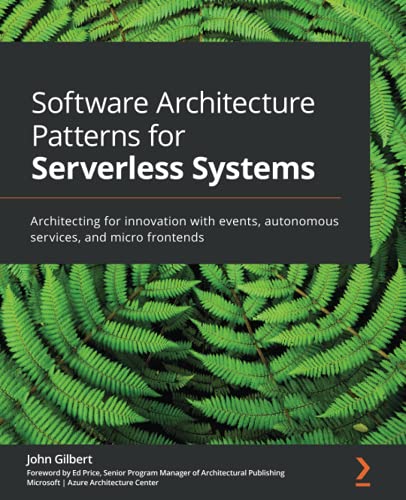 Software Architecture
Patterns for
Serverless Systems
Architecting for innovation with events, autonomous
services, and micro frontends
John Gilbert
Foreword by Ed Price, Senior Program Manager of Architectural Publishing
Microsoft | Azure Architecture Center